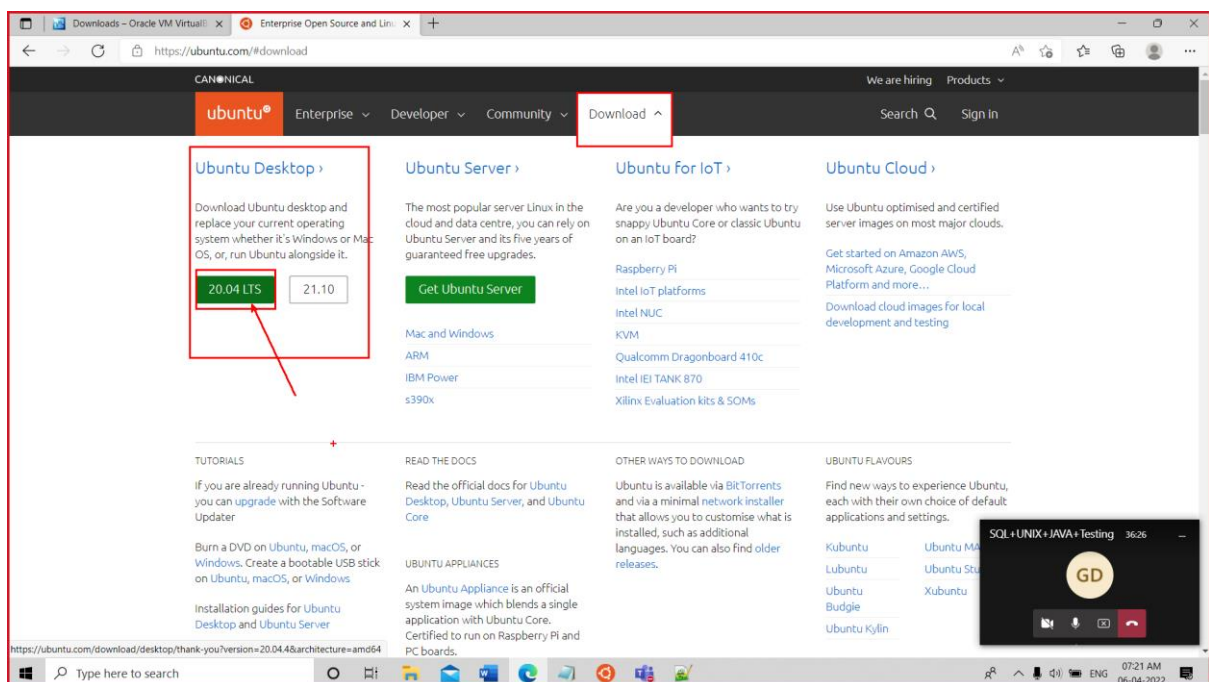 Downloads – Oracle VM VirtualB
Enterprise Open Source and Linu
https://ubuntu.com/#download
CANONICAL
We are hiring Products
ubuntu® Enterprise Developer Community Download Search Sign in
Ubuntu Desktop ›
Download Ubuntu desktop and
replace your current operating
system whether it's Windows or Mac
OS, or, run Ubuntu alongside it.
20.04 LTS 21.10
Ubuntu Server ›
The most popular server Linux in the
cloud and data centre, you can rely on
Ubuntu Server and its five years of
guaranteed free upgrades.
Get Ubuntu Server
Mac and Windows
ARM
IBM Power
s390x
Ubuntu for IoT ›
Are you a developer who wants to try
snappy Ubuntu Core or classic Ubuntu
on an IoT board?
Raspberry Pi
Intel IoT platforms
Intel NUC
KVM
Qualcomm Dragonboard 410c
Intel IEI TANK 870
Xilinx Evaluation kits & SOMs
Ubuntu Cloud ›
Use Ubuntu optimised and certified
server images on most major clouds.
Get started on Amazon AWS,
Microsoft Azure, Google Cloud
Platform and more…
Download cloud images for local
development and testing
TUTORIALS
If you are already running Ubuntu -
you can upgrade with the Software
Updater
Burn a DVD on Ubuntu, macOS, or
Windows. Create a bootable USB stick
on Ubuntu, macOS, or Windows
Installation guides for Ubuntu
Desktop and Ubuntu Server
READ THE DOCS
Read the official docs for Ubuntu
Desktop, Ubuntu Server, and Ubuntu
Core
UBUNTU APPLIANCES
An Ubuntu Appliance is an official
system image which blends a single
application with Ubuntu Core.
Certified to run on Raspberry Pi and
PC boards.
OTHER WAYS TO DOWNLOAD
Ubuntu is available via BitTorrents
and via a minimal network installer
that allows you to customise what is
installed, such as additional
languages. You can also find older
releases.
UBUNTU FLAVOURS
Find new ways to experience Ubuntu,
each with their own choice of default
applications and settings.
Kubuntu Ubuntu MA
Lubuntu Ubuntu Stu
Ubuntu Xubuntu
Budgie
Ubuntu Kylin
SQL+UNIX+JAVA+Testing 36:26
GD
https://ubuntu.com/download/desktop/thank-you?version=20.04.4&architecture=amd64
Type here to search
ENG 07:21 AM
06-04-2022